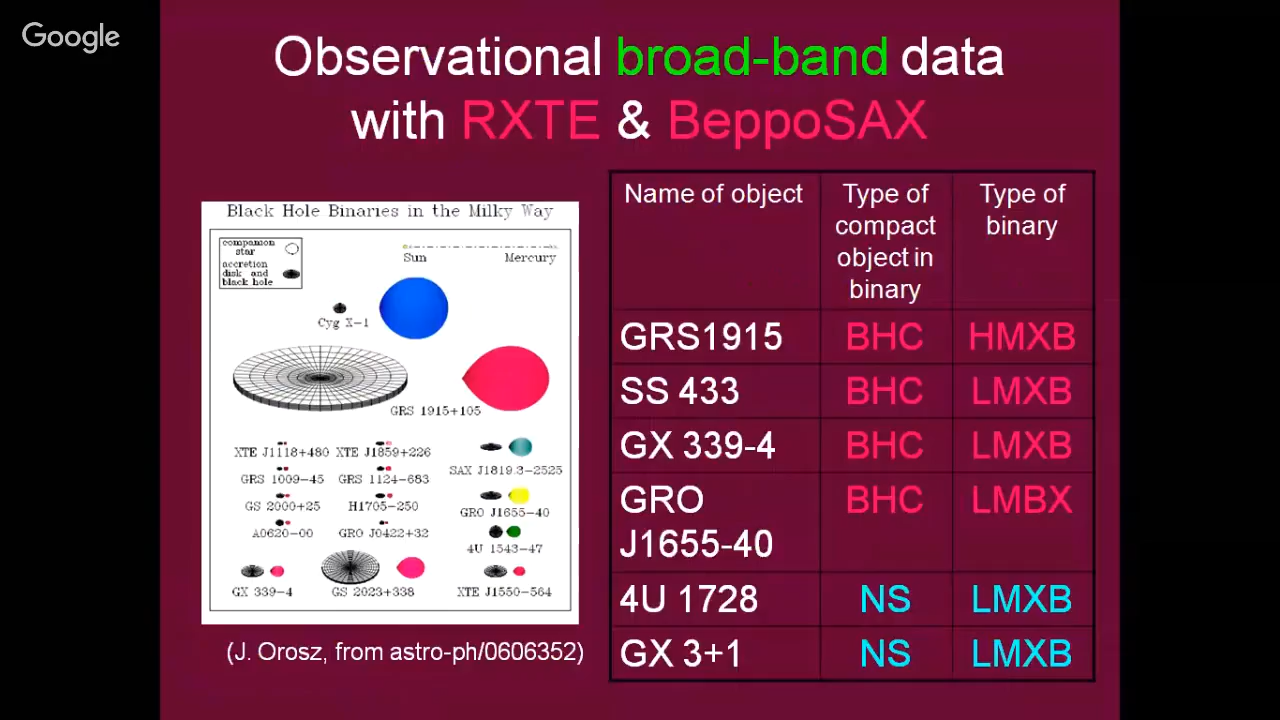 Google
Observational broad-band data
with RXTE & BeppoSAX
Black Hole Binaries in the Milky Way
companion
star
accretion
disk and
black hole
Sun Mercury
Cyg X-1
GRS 1915+105
XTE J1118+480 XTE J1859+226
SAX J1819.3-2525
GRS 1009-45 GRS 1124-683
GS 2000+25 H1705-250
GRO J1655-40
A0620-00 GRO J0422+32
4U 1543-47
GX 339-4 GS 2023+338 XTE J1550-564
(J. Orosz, from astro-ph/0606352)
Name of object Type of compact object in binary Type of binary
GRS1915 BHC HMXB
SS 433 BHC LMXB
GX 339-4 BHC LMXB
GRO J1655-40 BHC LMBX
4U 1728 NS LMXB
GX 3+1 NS LMXB